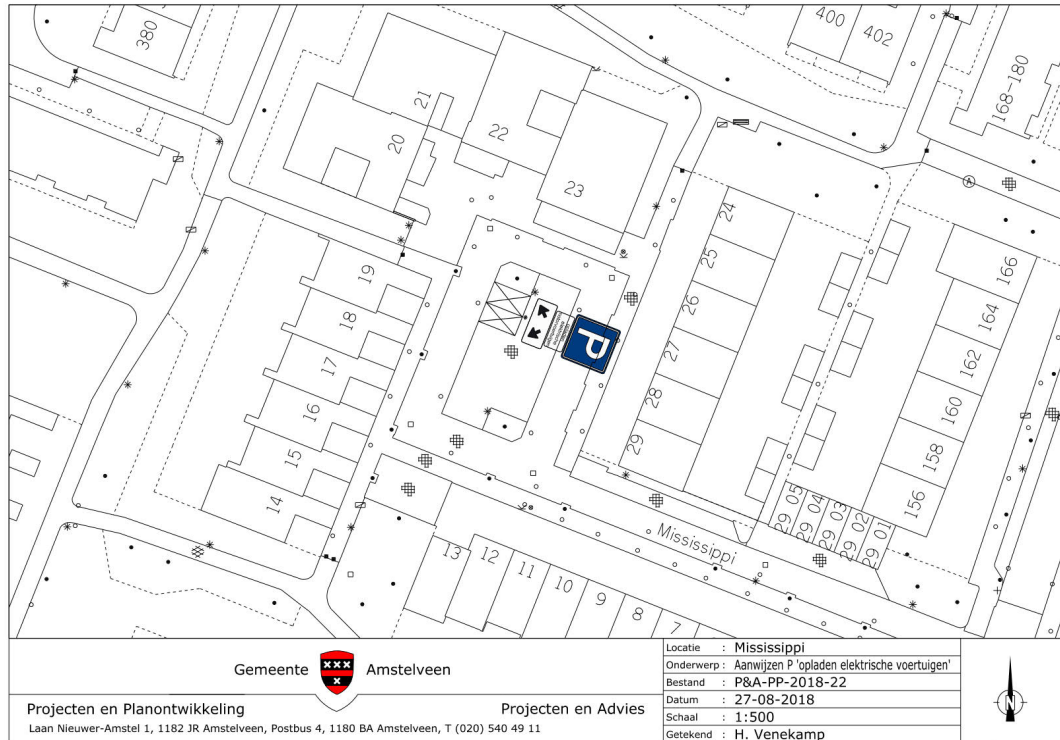 380
400
402
168-180
21
20
22
23
24
25
26
27
28
29
19
18
17
16
15
14
166
164
162
160
158
156
A
P
29 05
29 04
29 03
29 02
29 01
Mississippi
13
12
11
10
9
8
7
Gemeente Amstelveen
Projecten en Planontwikkeling
Projecten en Advies
Laan Nieuwer-Amstel 1, 1182 JR Amstelveen, Postbus 4, 1180 BA Amstelveen, T (020) 540 49 11
Locatie : Mississippi
Onderwerp : Aanwijzen P 'opladen elektrische voertuigen'
Bestand : P&A-PP-2018-22
Datum : 27-08-2018
Schaal : 1:500
Getekend : H. Venekamp